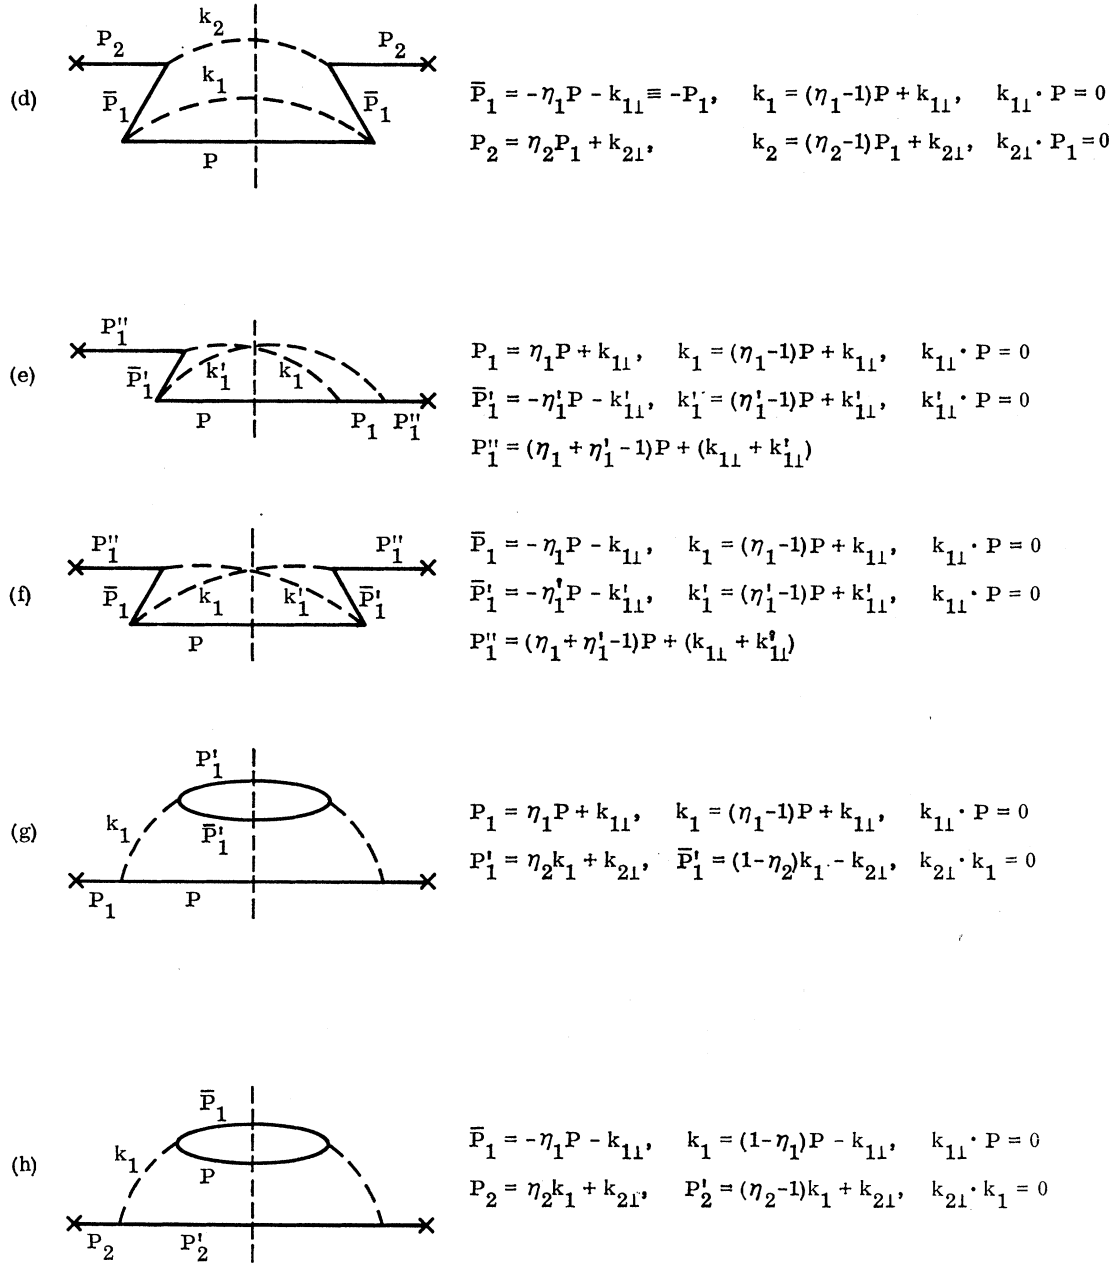 k₂
P₂ P₂
k₁
(d) P̅₁ P̅₁ P̅₁ = -η₁P - k₁⊥ ≡ -P₁, k₁ = (η₁-1)P + k₁⊥, k₁⊥ · P = 0
P₂ = η₂P₁ + k₂⊥, k₂ = (η₂-1)P₁ + k₂⊥, k₂⊥ · P₁ = 0
P
P₁''
P₁ = η₁P + k₁⊥, k₁ = (η₁-1)P + k₁⊥, k₁⊥ · P = 0
(e) P̅₁' k₁' k₁
P̅₁' = -η₁'P - k₁⊥', k₁' = (η₁'-1)P + k₁⊥', k₁⊥' · P = 0
P P₁ P₁''
P₁'' = (η₁ + η₁' - 1)P + (k₁⊥ + k₁⊥')
P₁'' P₁'' P̅₁ = -η₁P - k₁⊥, k₁ = (η₁-1)P + k₁⊥, k₁⊥ · P = 0
(f) P̅₁ k₁ k₁' P̅₁' P̅₁' = -η₁'P - k₁⊥', k₁' = (η₁'-1)P + k₁⊥', k₁⊥ · P = 0
P P₁'' = (η₁ + η₁' - 1)P + (k₁⊥ + k₁⊥')
P₁'
P₁ = η₁P + k₁⊥, k₁ = (η₁-1)P + k₁⊥, k₁⊥ · P = 0
(g) k₁ P̅₁'
P₁' = η₂k₁ + k₂⊥, P̅₁' = (1-η₂)k₁ - k₂⊥, k₂⊥ · k₁ = 0
P₁ P
P̅₁
P̅₁ = -η₁P - k₁⊥, k₁ = (1-η₁)P - k₁⊥, k₁⊥ · P = 0
(h) k₁ P
P₂ = η₂k₁ + k₂⊥, P₂' = (η₂-1)k₁ + k₂⊥, k₂⊥ · k₁ = 0
P₂ P₂'